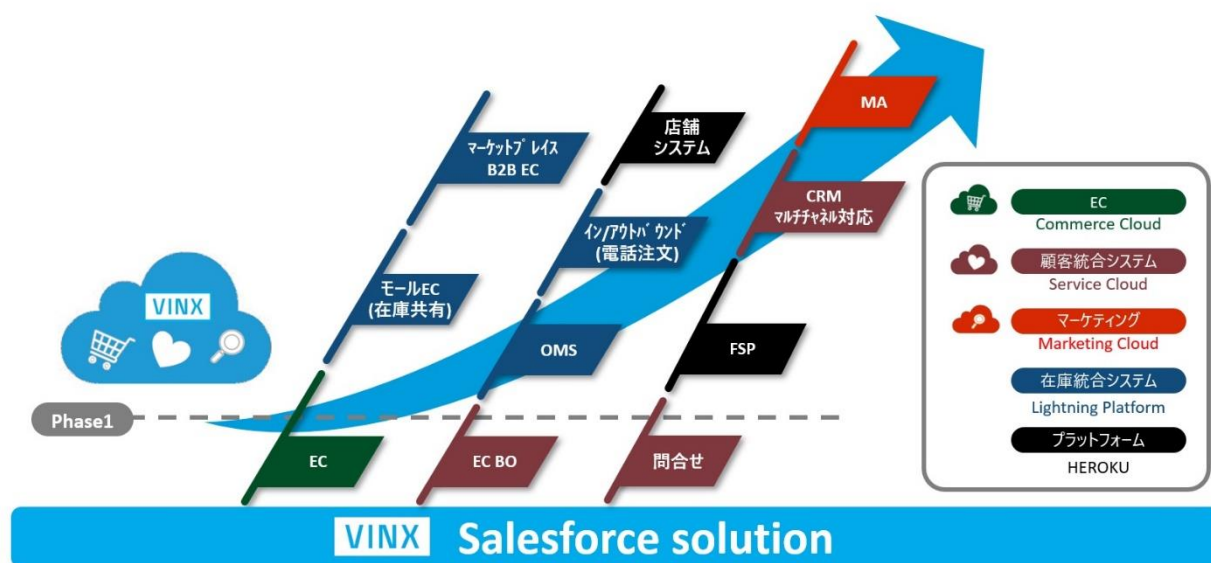 MA
店舗
システム
マーケットプレイス
B2B EC
CRM
マルチチャネル対応
イン/アウトバウンド
(電話注文)
モールEC
(在庫共有)
VINX
OMS
FSP
Phase1
EC
EC BO
問合せ
EC
Commerce Cloud
顧客統合システム
Service Cloud
マーケティング
Marketing Cloud
在庫統合システム
Lightning Platform
プラットフォーム
HEROKU
VINX Salesforce solution